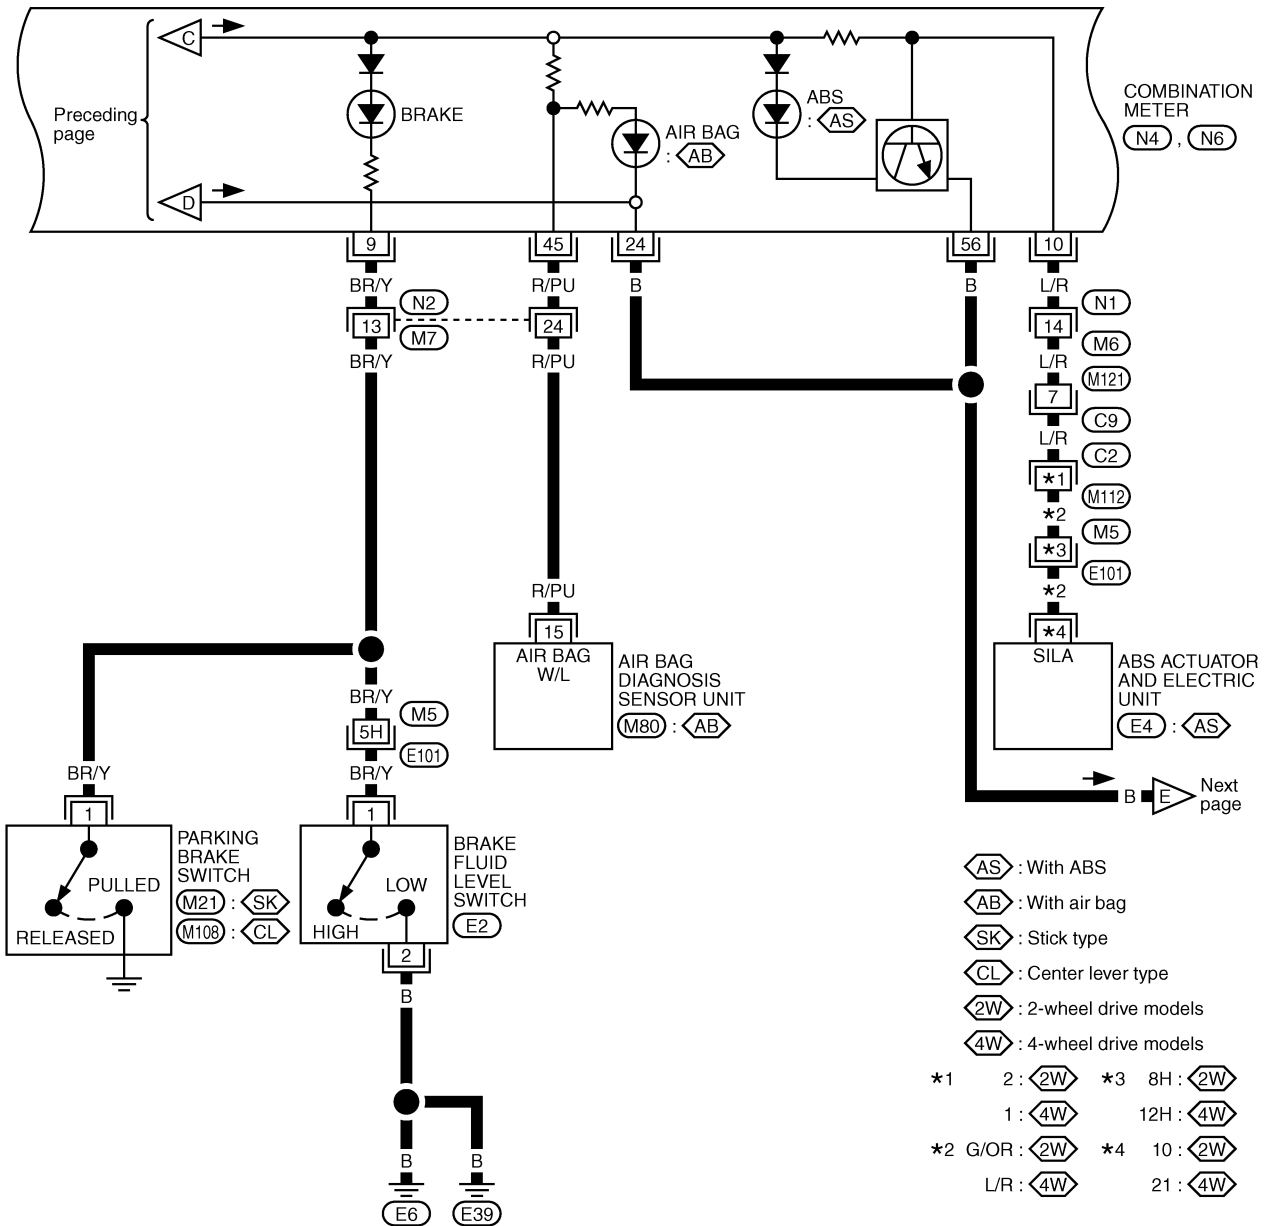 C
Preceding
page
D
BRAKE
AIR BAG
: AB
ABS
: AS
COMBINATION
METER
N4 , N6
9
45
24
56
10
BR/Y
R/PU
B
B
L/R
N2
13
24
M7
N1
14
M6
BR/Y
R/PU
L/R
M121
7
C9
L/R
C2
*1
M112
*2
M5
*3
E101
*2
R/PU
15
AIR BAG
W/L
AIR BAG
DIAGNOSIS
SENSOR UNIT
M80 : AB
*4
SILA
ABS ACTUATOR
AND ELECTRIC
UNIT
E4 : AS
BR/Y
M5
5H
E101
BR/Y
BR/Y
B
E
Next
page
1
PARKING
BRAKE
SWITCH
M21 : SK
M108 : CL
PULLED
RELEASED
1
BRAKE
FLUID
LEVEL
SWITCH
E2
LOW
HIGH
2
B
B
B
E6
E39
AS : With ABS
AB : With air bag
SK : Stick type
CL : Center lever type
2W : 2-wheel drive models
4W : 4-wheel drive models
*1 2 : 2W *3 8H : 2W
1 : 4W 12H : 4W
*2 G/OR : 2W *4 10 : 2W
L/R : 4W 21 : 4W